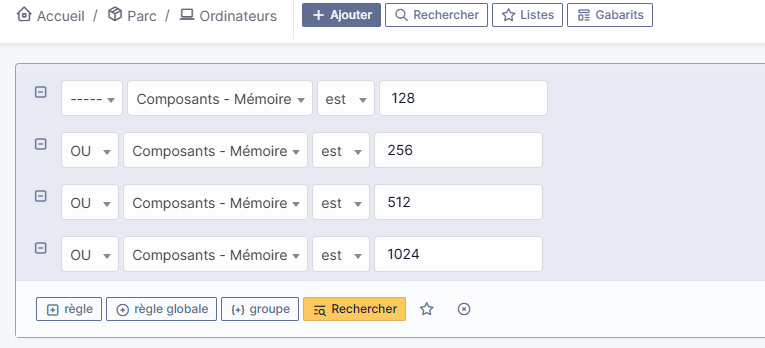 Accueil / Parc / Ordinateurs + Ajouter Rechercher Listes Gabarits
----- Composants - Mémoire est 128
OU Composants - Mémoire est 256
OU Composants - Mémoire est 512
OU Composants - Mémoire est 1024
règle règle globale {+} groupe Rechercher